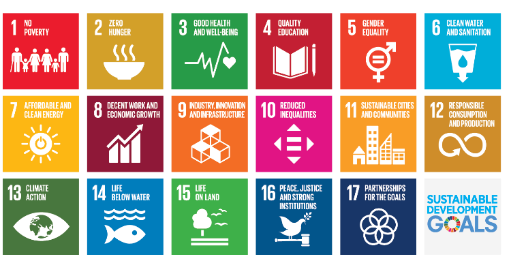 1 NO
POVERTY
2 ZERO
HUNGER
3 GOOD HEALTH
AND WELL-BEING
4 QUALITY
EDUCATION
5 GENDER
EQUALITY
6 CLEAN WATER
AND SANITATION
7 AFFORDABLE AND
CLEAN ENERGY
8 DECENT WORK AND
ECONOMIC GROWTH
9 INDUSTRY, INNOVATION
AND INFRASTRUCTURE
10 REDUCED
INEQUALITIES
11 SUSTAINABLE CITIES
AND COMMUNITIES
12 RESPONSIBLE
CONSUMPTION
AND PRODUCTION
13 CLIMATE
ACTION
14 LIFE
BELOW WATER
15 LIFE
ON LAND
16 PEACE, JUSTICE
AND STRONG
INSTITUTIONS
17 PARTNERSHIPS
FOR THE GOALS
SUSTAINABLE
DEVELOPMENT
GOALS